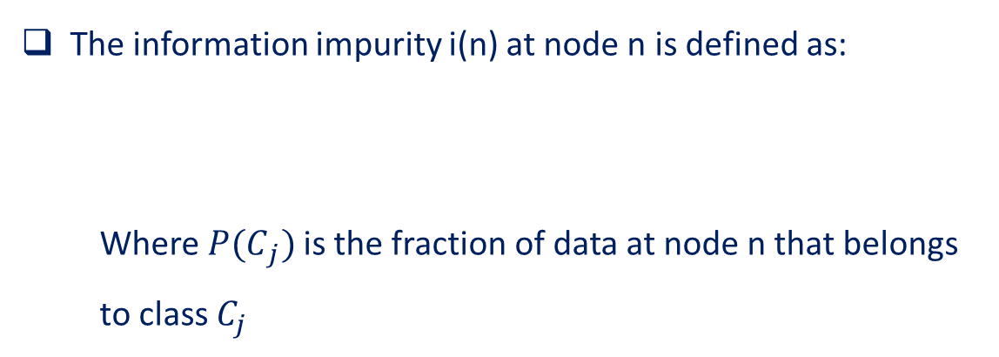 ❑ The information impurity i(n) at node n is defined as:
Where P(C_j) is the fraction of data at node n that belongs
to class C_j